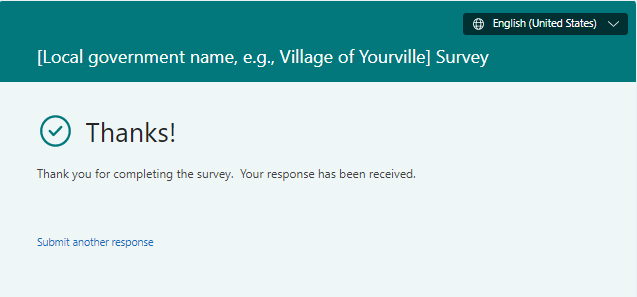 English (United States)
[Local government name, e.g., Village of Yourville] Survey
Thanks!
Thank you for completing the survey.  Your response has been received.
Submit another response